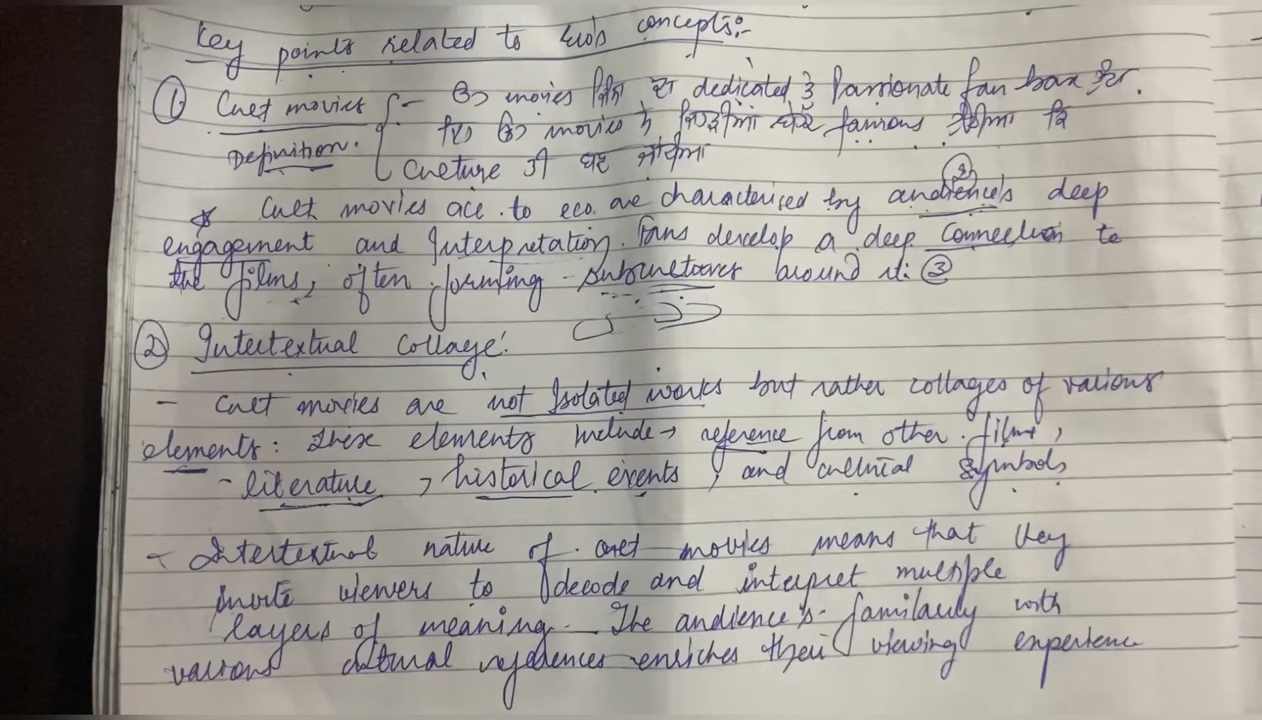 Key points related to Eco's concepts:-
① Cult movies { - movies dedicated passionate fan base
Definition. movies famous
culture
* Cult movies acc. to eco. are characterised by audience's ② deep
engagement and Interpretation. Fans develop a deep connection to
the films, often forming - subcultures around it: ③
② Intertextual Collage:
- Cult movies are not Isolated works but rather collages of various
elements: These elements include → reference from other films,
- literature, historical events, and cultural symbols
- Intertextual nature of cult movies means that they
invite viewers to decode and interpret multiple
layers of meaning. The audience's familiarity with
various cultural references enriches their viewing experience